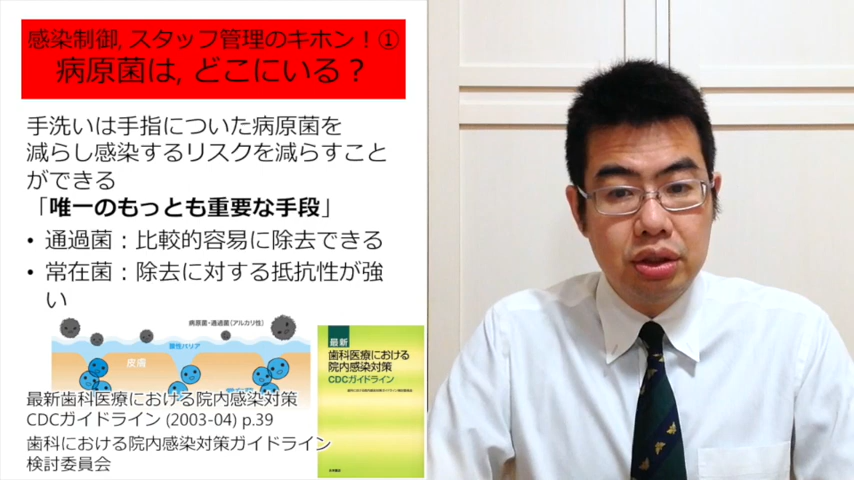 感染制御, スタッフ管理のキホン！①
病原菌は, どこにいる？
手洗いは手指についた病原菌を
減らし感染するリスクを減らすこと
ができる
「唯一のもっとも重要な手段」
• 通過菌：比較的容易に除去できる
• 常在菌：除去に対する抵抗性が強
い
病原菌・通過菌(アルカリ性)
酸性バリア
皮膚
最新歯科医療における院内感染対策
CDCガイドライン (2003-04) p.39
歯科における院内感染対策ガイドライン
検討委員会
最新
歯科医療における
院内感染対策
CDCガイドライン